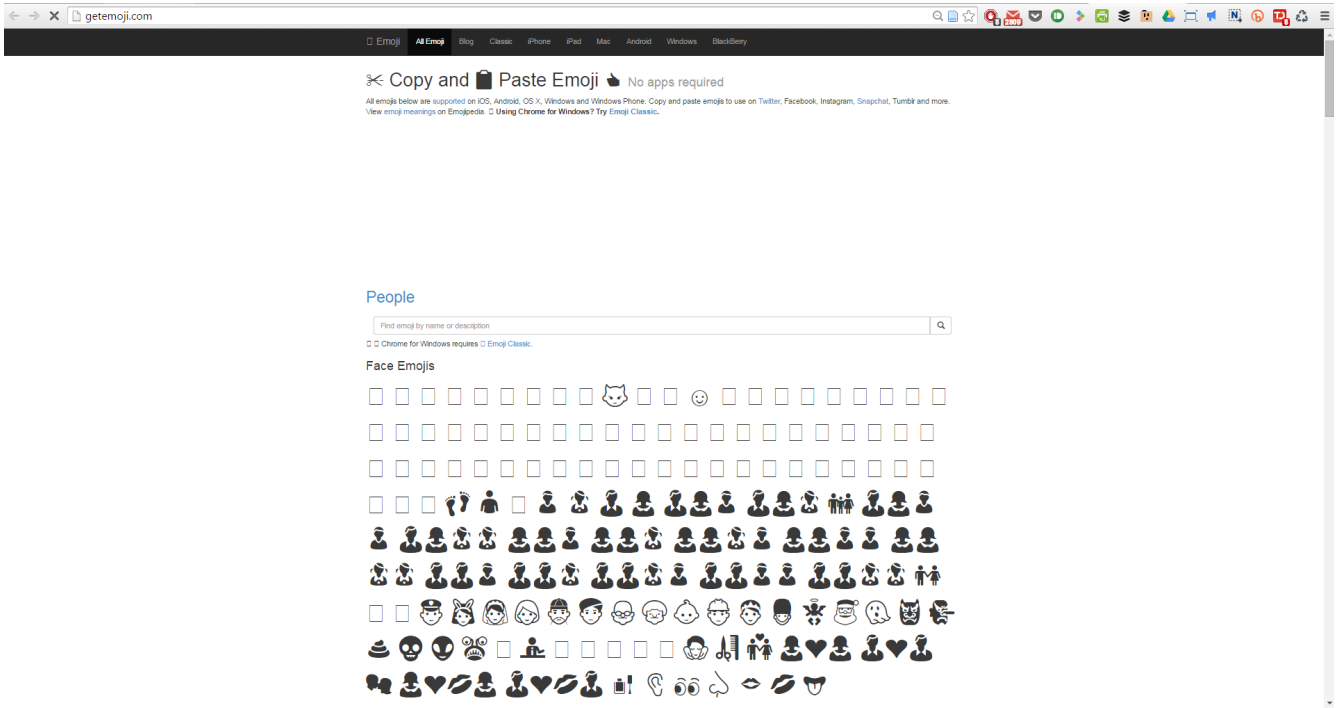 getemoji.com
Emoji All Emoji Blog Classic iPhone iPad Mac Android Windows BlackBerry
Copy and Paste Emoji No apps required
All emojis below are supported on iOS, Android, OS X, Windows and Windows Phone. Copy and paste emojis to use on Twitter, Facebook, Instagram, Snapchat, Tumblr and more.
View emoji meanings on Emojipedia. Using Chrome for Windows? Try Emoji Classic.
People
Find emoji by name or description
Chrome for Windows requires Emoji Classic.
Face Emojis